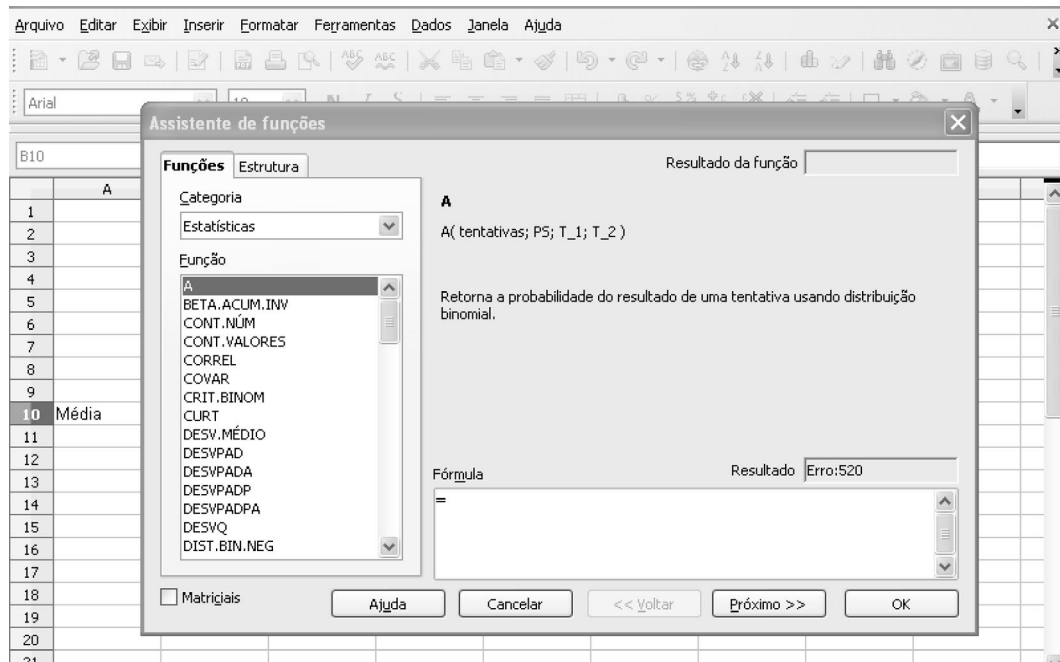 Arquivo Editar Exibir Inserir Formatar Ferramentas Dados Janela Ajuda
Arial 10 N I S
Assistente de funções
B10
Funções Estrutura
Resultado da função
A
Categoria
Estatísticas
Função
A
BETA.ACUM.INV
CONT.NÚM
CONT.VALORES
CORREL
COVAR
CRIT.BINOM
CURT
DESV.MÉDIO
DESVPAD
DESVPADA
DESVPADP
DESVPADPA
DESVQ
DIST.BIN.NEG
A
A( tentativas; PS; T_1; T_2 )
Retorna a probabilidade do resultado de uma tentativa usando distribuição
binomial.
Fórmula
Resultado Erro:520
=
Matriciais
Ajuda
Cancelar
<< Voltar
Próximo >>
OK
1
2
3
4
5
6
7
8
9
10 Média
11
12
13
14
15
16
17
18
19
20
21